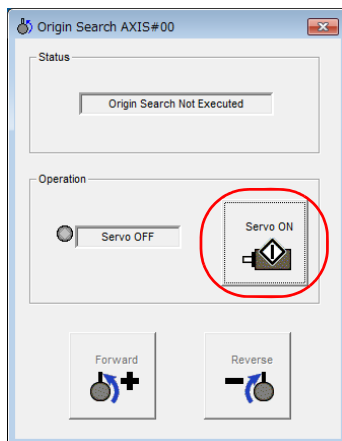 Origin Search AXIS#00
Status
Origin Search Not Executed
Operation
Servo OFF
Servo ON
Forward
Reverse